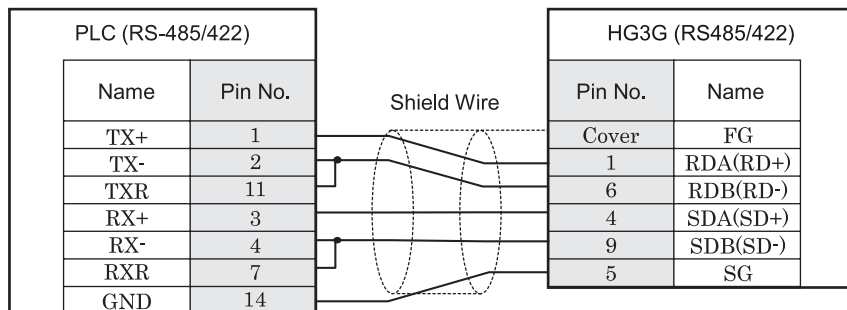 PLC (RS-485/422)
Name Pin No.
TX+ 1
TX- 2
TXR 11
RX+ 3
RX- 4
RXR 7
GND 14
Shield Wire
HG3G (RS485/422)
Pin No. Name
Cover FG
1 RDA(RD+)
6 RDB(RD-)
4 SDA(SD+)
9 SDB(SD-)
5 SG